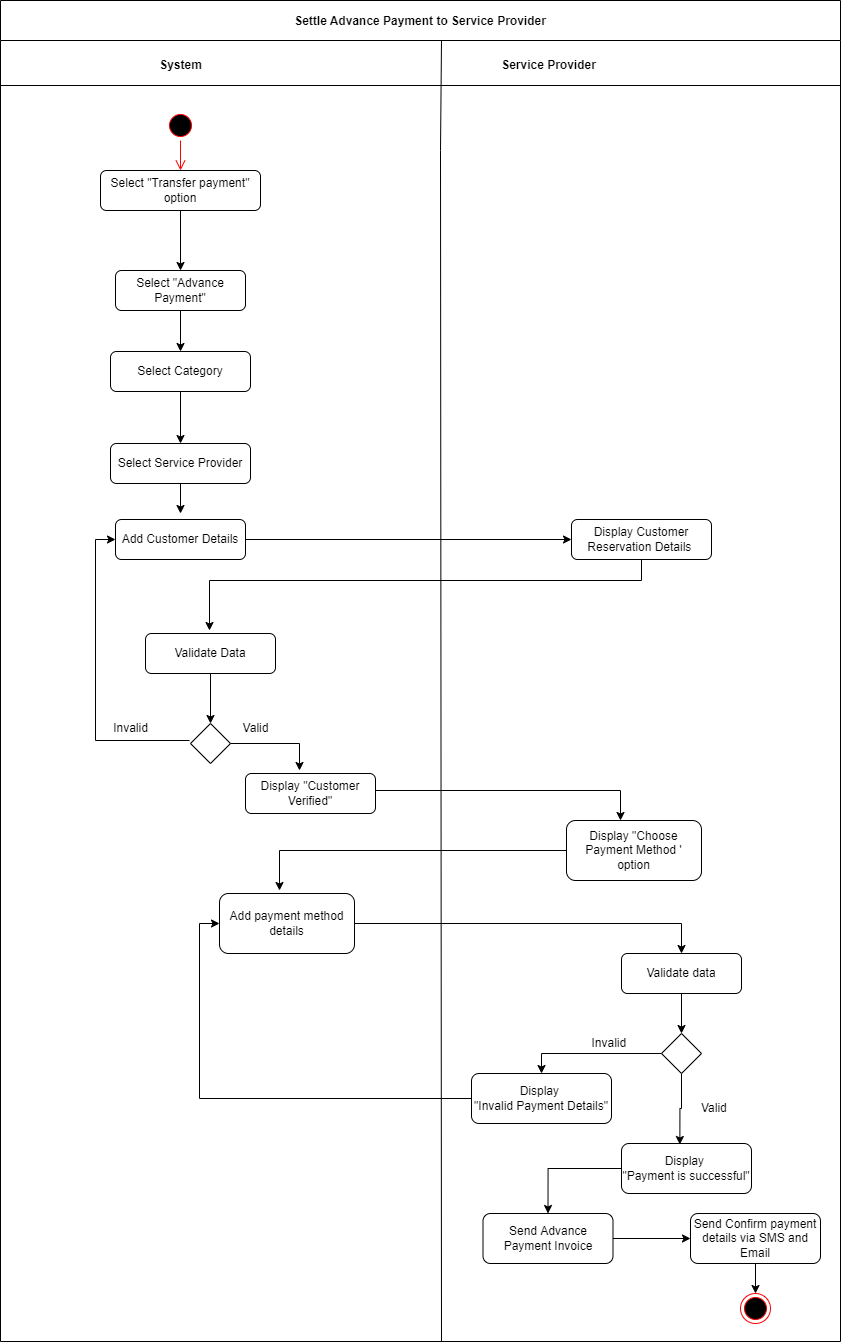 Settle Advance Payment to Service Provider
System
Service Provider
Select "Transfer payment"
option
Select "Advance
Payment"
Select Category
Select Service Provider
Add Customer Details
Display Customer
Reservation Details
Validate Data
Invalid
Valid
Display "Customer
Verified"
Display "Choose
Payment Method '
option
Add payment method
details
Validate data
Invalid
Display
"Invalid Payment Details"
Valid
Display
"Payment is successful"
Send Advance
Payment Invoice
Send Confirm payment
details via SMS and
Email